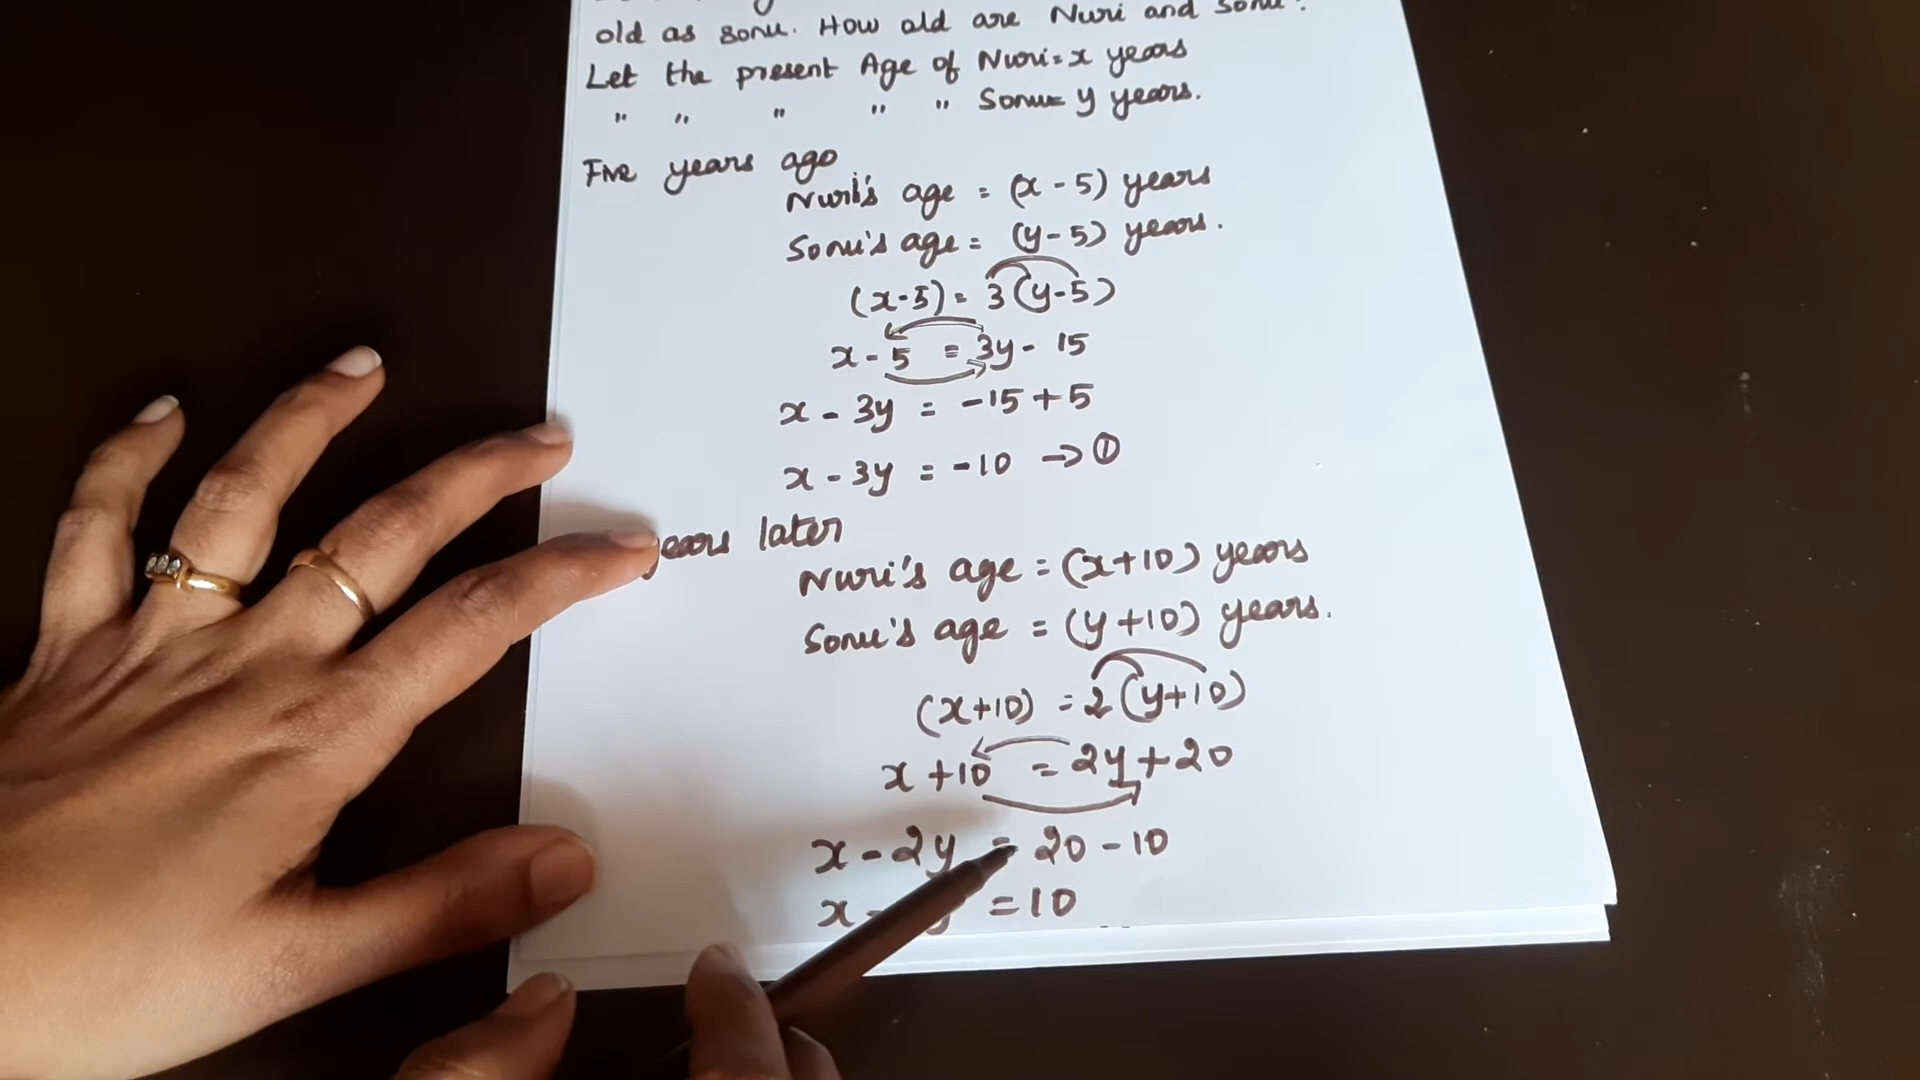 old as sonu. How old are Nuri and Sonu?
Let the present Age of Nuri = x years
" " " " " Sonu = y years.
Five years ago
Nuri's age = (x - 5) years
Sonu's age = (y - 5) years.
(x - 5) = 3(y - 5)
x - 5 = 3y - 15
x - 3y = -15 + 5
x - 3y = -10 → ①
years later
Nuri's age = (x + 10) years
Sonu's age = (y + 10) years.
(x + 10) = 2(y + 10)
x + 10 = 2y + 20
x - 2y = 20 - 10
x - = 10